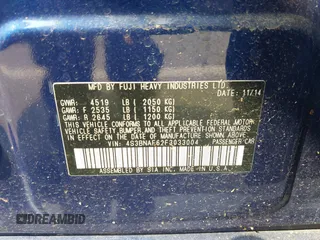 MFD BY FUJI HEAVY INDUSTRIES LTD. 11/14
GVWR: 4519 LB ( 2050 KG)
GAWR: F 2535 LB ( 1150 KG)
GAWR: R 2645 LB ( 1200 KG)
THIS VEHICLE CONFORMS TO ALL APPLICABLE FEDERAL MOTOR
VEHICLE SAFETY, BUMPER, AND THEFT PREVENTION STANDARDS
IN EFFECT ON THE DATE OF MANUFACTURE SHOWN ABOVE.
VIN: 4S3BNAF62F3033004 PASSENGER CAR
ASSEMBLED BY SIA INC. IN U.S.A.
DREAMBID